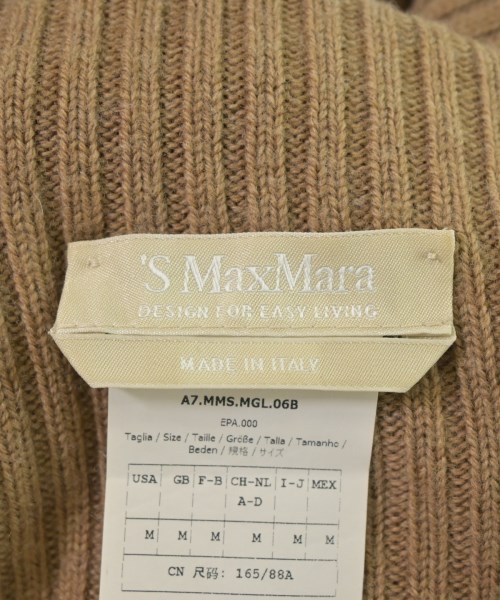 'S MaxMara
DESIGN FOR EASY LIVING
MADE IN ITALY
A7.MMS.MGL.06B
EPA.000
Taglia / Size / Taille / Größe / Talla / Tamanho /
Beden / 規格 / サイズ
USA GB F-B CH-NL I-J MEX
A-D
M M M M M M
CN 尺码: 165/88A